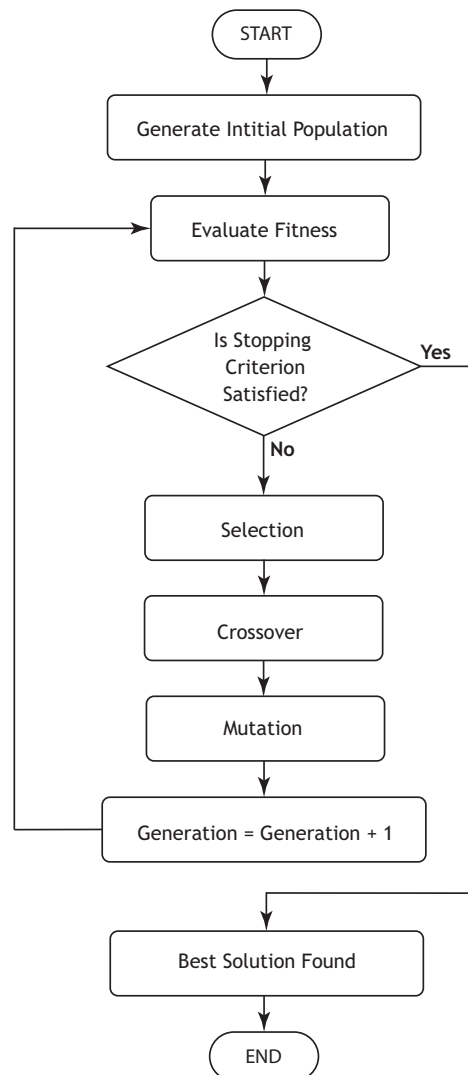 START
Generate Intitial Population
Evaluate Fitness
Is Stopping
Criterion
Satisfied?
Yes
No
Selection
Crossover
Mutation
Generation = Generation + 1
Best Solution Found
END